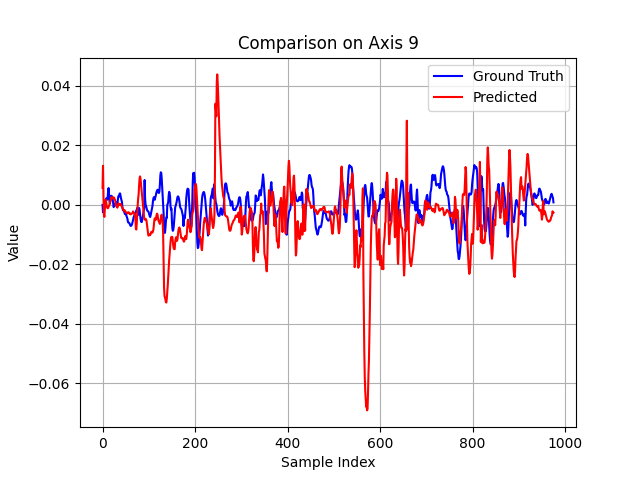 Comparison on Axis 9
Ground Truth
Predicted
0.04
0.02
0.00
−0.02
−0.04
−0.06
Value
0 200 400 600 800 1000
Sample Index